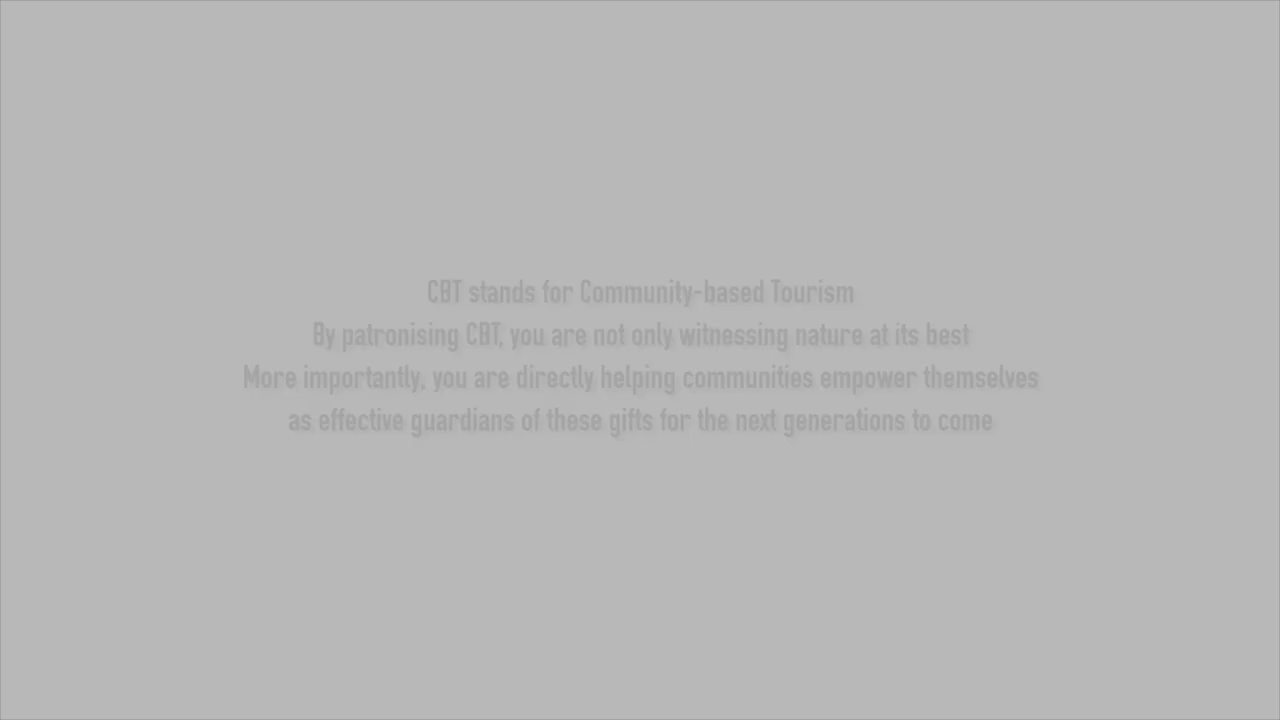 CBT stands for Community-based Tourism
By patronising CBT, you are not only witnessing nature at its best
More importantly, you are directly helping communities empower themselves
as effective guardians of these gifts for the next generations to come